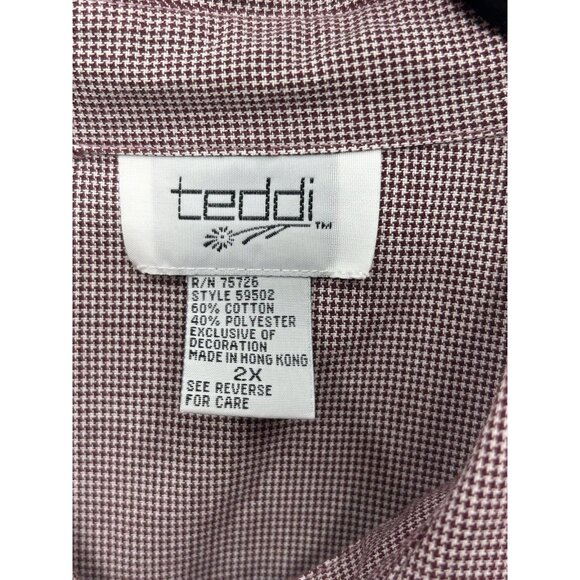 teddi
TM
R/N 75726
STYLE 59502
60% COTTON
40% POLYESTER
EXCLUSIVE OF
DECORATION
MADE IN HONG KONG
2X
SEE REVERSE
FOR CARE